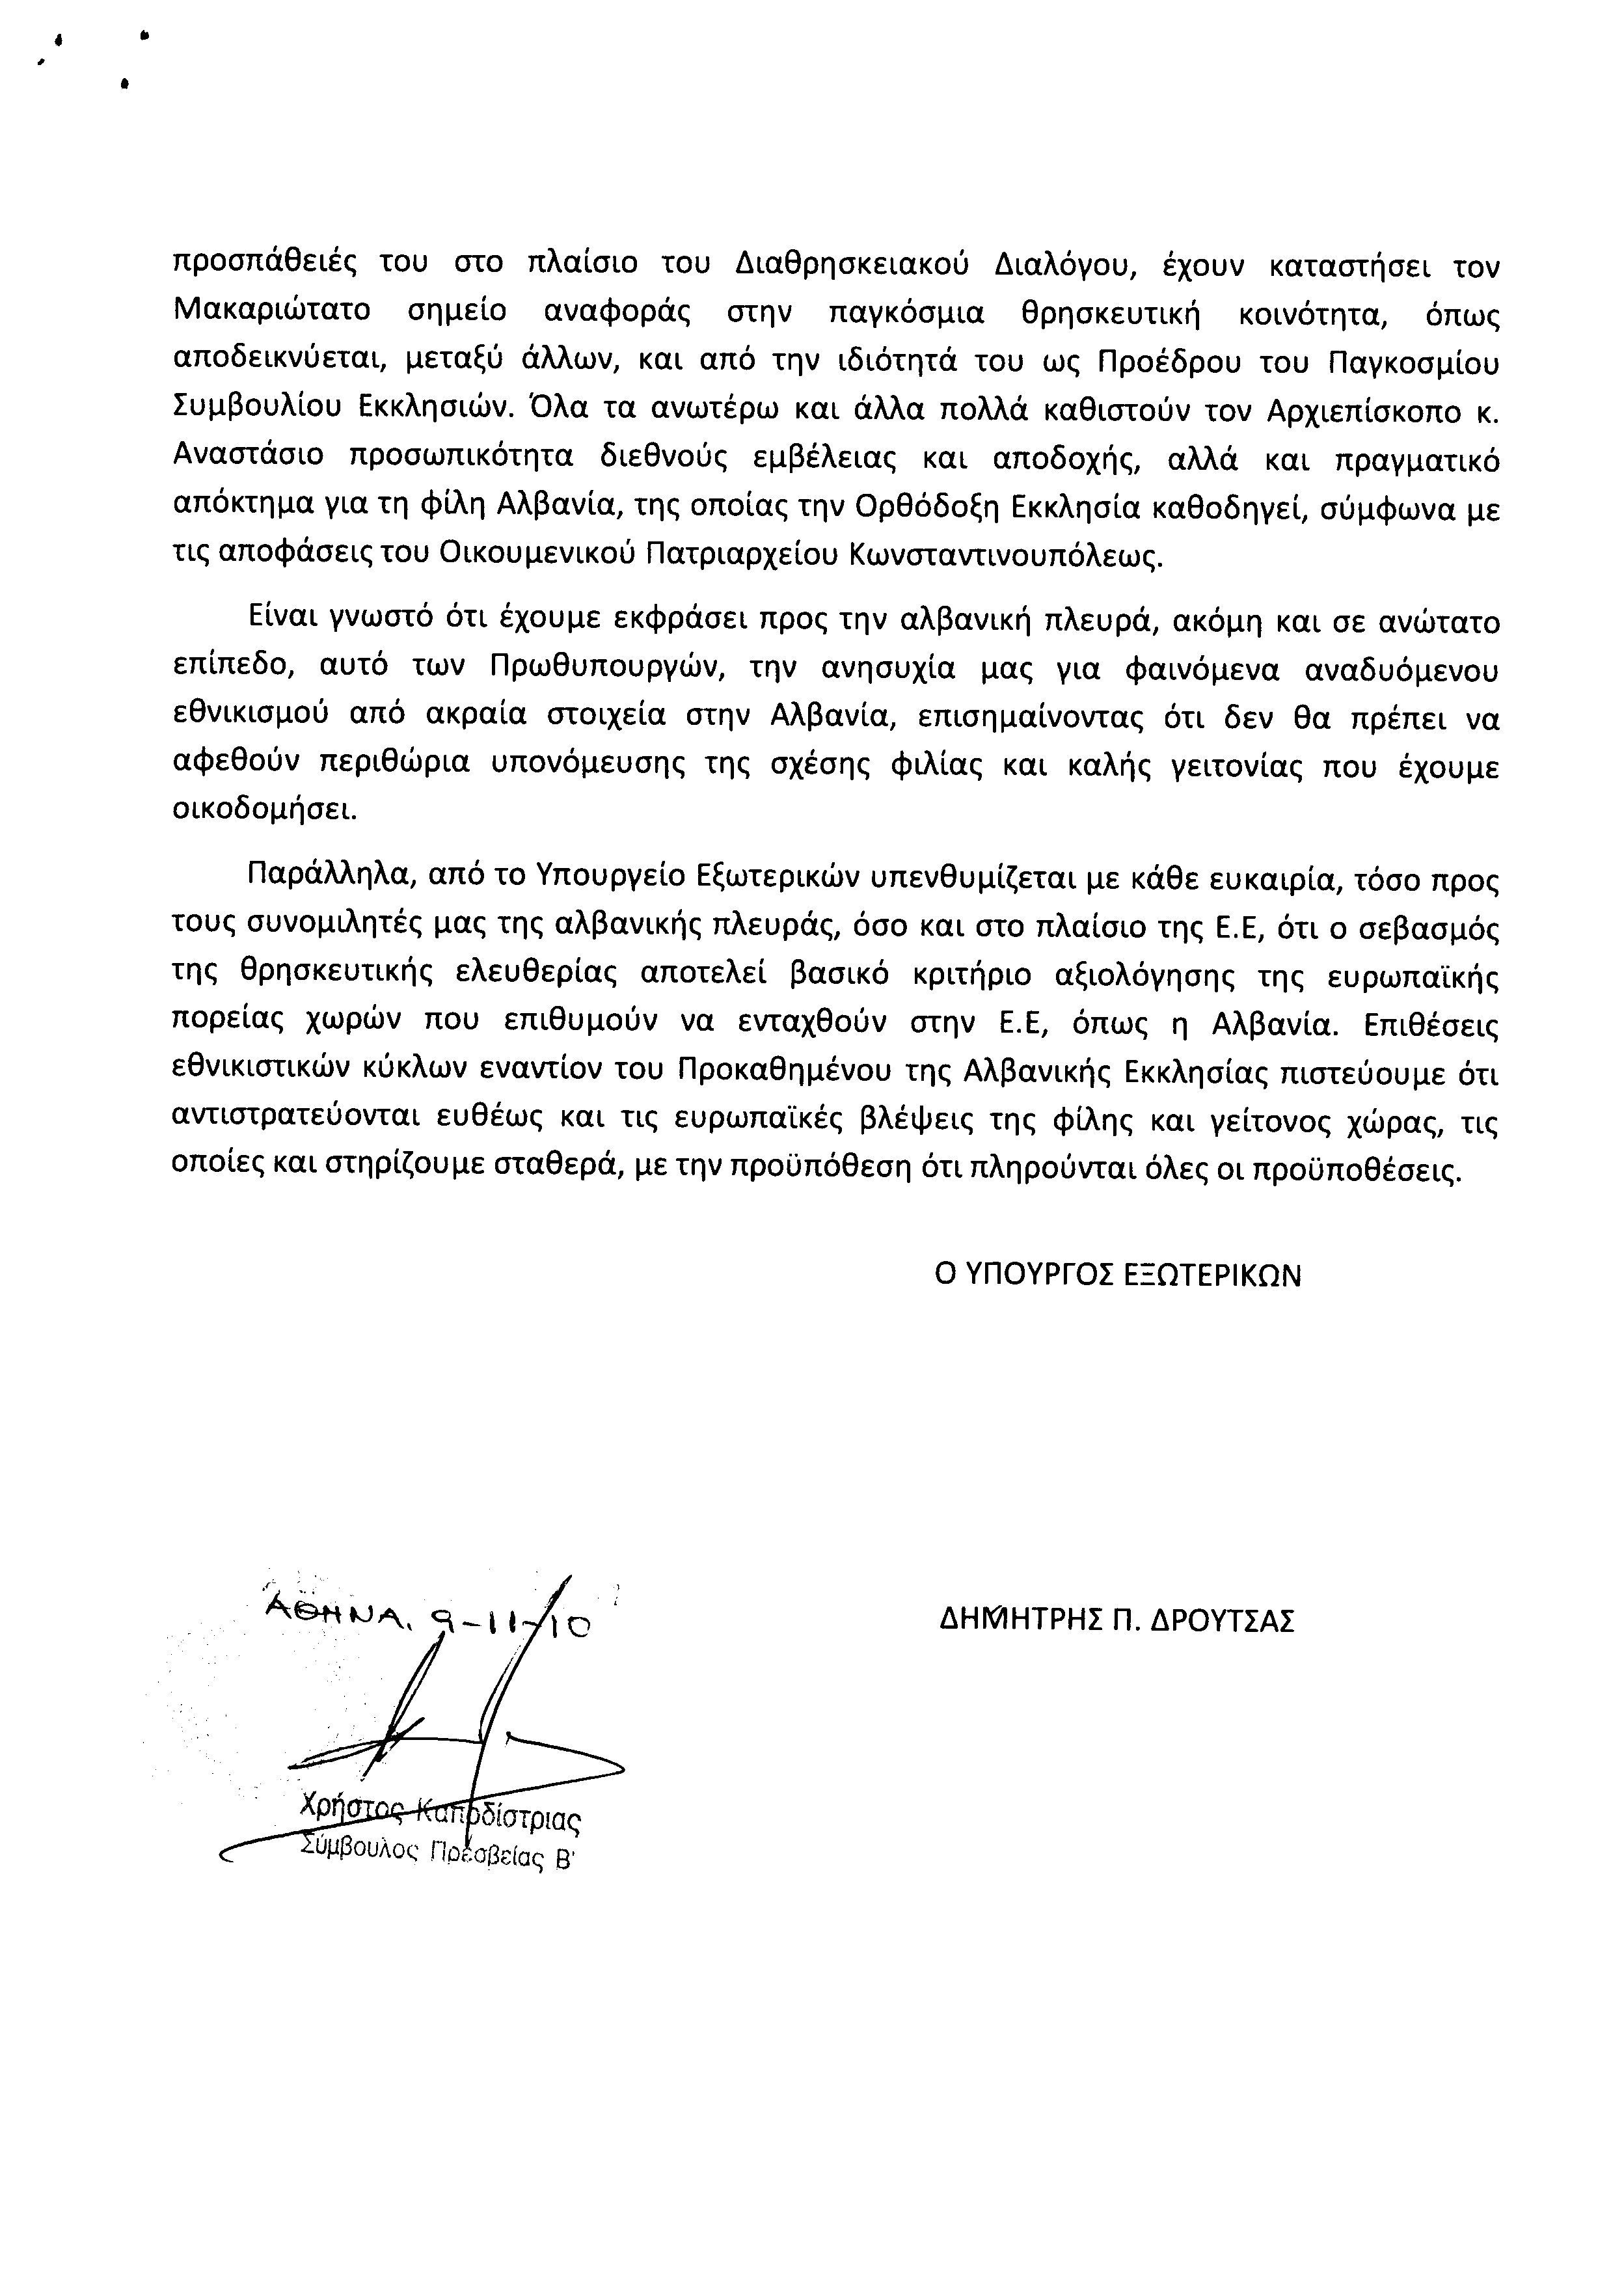 προσπάθειές του στο πλαίσιο του Διαθρησκειακού Διαλόγου, έχουν καταστήσει τον
Μακαριώτατο σημείο αναφοράς στην παγκόσμια θρησκευτική κοινότητα, όπως
αποδεικνύεται, μεταξύ άλλων, και από την ιδιότητά του ως Προέδρου του Παγκοσμίου
Συμβουλίου Εκκλησιών. Όλα τα ανωτέρω και άλλα πολλά καθιστούν τον Αρχιεπίσκοπο κ.
Αναστάσιο προσωπικότητα διεθνούς εμβέλειας και αποδοχής, αλλά και πραγματικό
απόκτημα για τη φίλη Αλβανία, της οποίας την Ορθόδοξη Εκκλησία καθοδηγεί, σύμφωνα με
τις αποφάσεις του Οικουμενικού Πατριαρχείου Κωνσταντινουπόλεως.
Είναι γνωστό ότι έχουμε εκφράσει προς την αλβανική πλευρά, ακόμη και σε ανώτατο
επίπεδο, αυτό των Πρωθυπουργών, την ανησυχία μας για φαινόμενα αναδυόμενου
εθνικισμού από ακραία στοιχεία στην Αλβανία, επισημαίνοντας ότι δεν θα πρέπει να
αφεθούν περιθώρια υπονόμευσης της σχέσης φιλίας και καλής γειτονίας που έχουμε
οικοδομήσει.
Παράλληλα, από το Υπουργείο Εξωτερικών υπενθυμίζεται με κάθε ευκαιρία, τόσο προς
τους συνομιλητές μας της αλβανικής πλευράς, όσο και στο πλαίσιο της Ε.Ε, ότι ο σεβασμός
της θρησκευτικής ελευθερίας αποτελεί βασικό κριτήριο αξιολόγησης της ευρωπαϊκής
πορείας χωρών που επιθυμούν να ενταχθούν στην Ε.Ε, όπως η Αλβανία. Επιθέσεις
εθνικιστικών κύκλων εναντίον του Προκαθημένου της Αλβανικής Εκκλησίας πιστεύουμε ότι
αντιστρατεύονται ευθέως και τις ευρωπαϊκές βλέψεις της φίλης και γείτονος χώρας, τις
οποίες και στηρίζουμε σταθερά, με την προϋπόθεση ότι πληρούνται όλες οι προϋποθέσεις.
Ο ΥΠΟΥΡΓΟΣ ΕΞΩΤΕΡΙΚΩΝ
ΑΘΗΝΑ, 9-11-10
ΔΗΜΗΤΡΗΣ Π. ΔΡΟΥΤΣΑΣ
Χρήστος Καποδίστριας
Σύμβουλος Πρεσβείας Β'